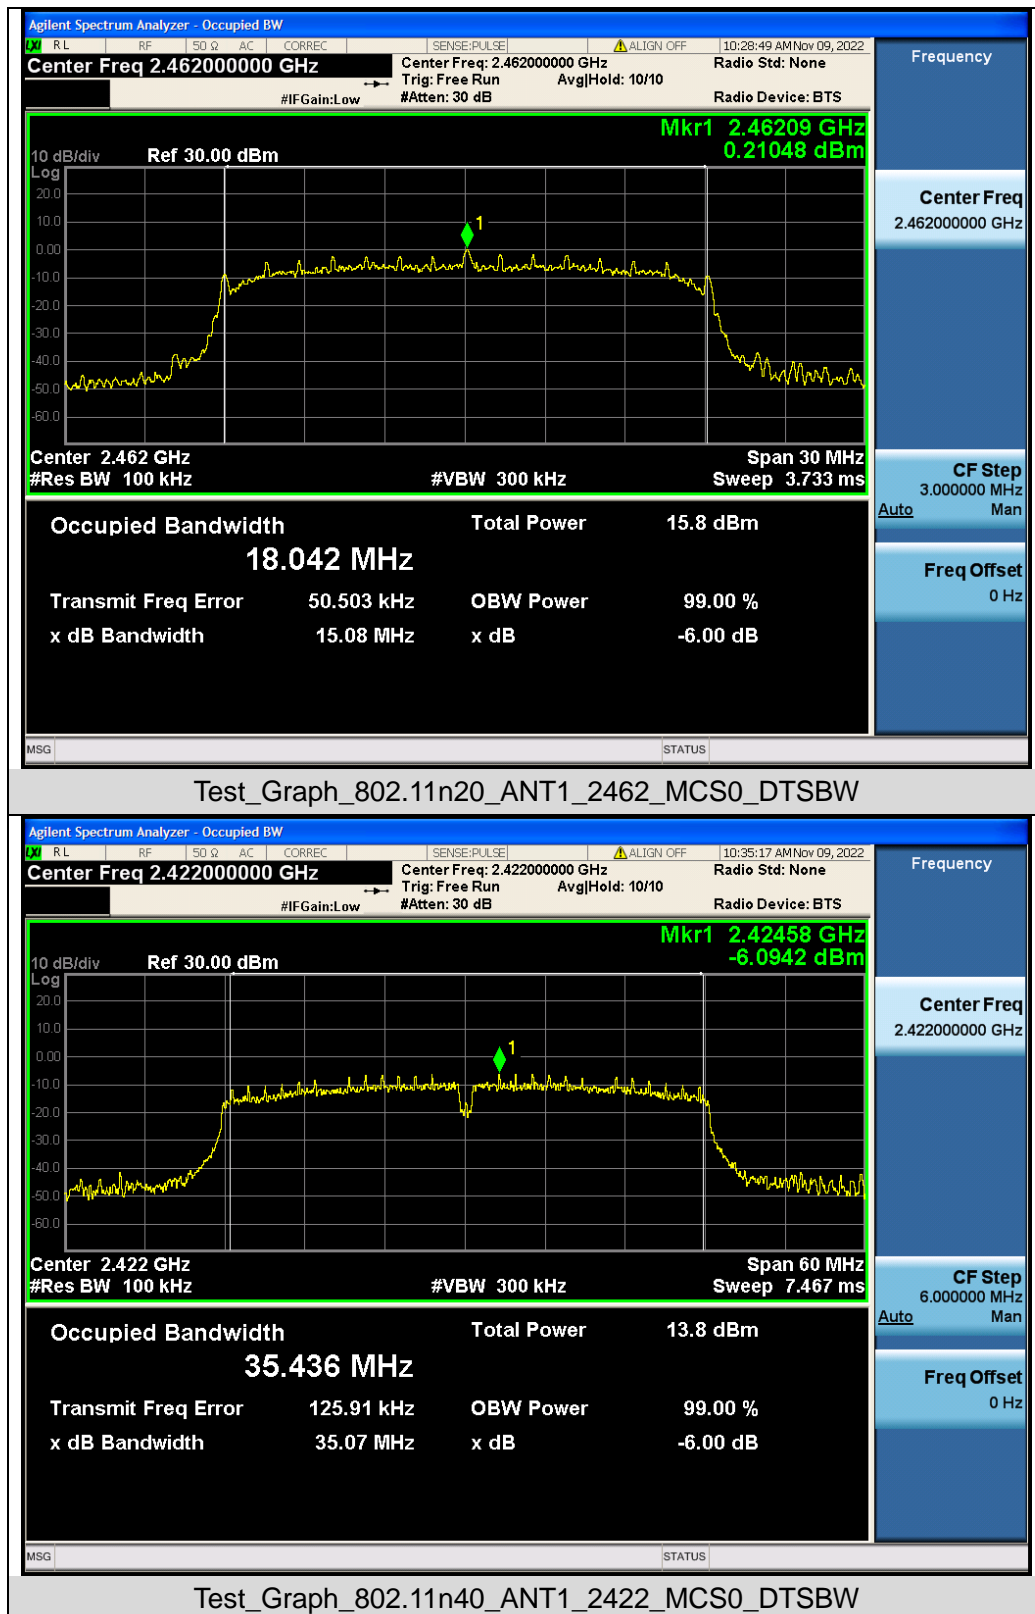 Agilent Spectrum Analyzer - Occupied BW
LXI RL RF 50 Ω AC CORREC SENSE:PULSE ALIGN OFF 10:28:49 AM Nov 09, 2022
Center Freq 2.462000000 GHz Center Freq: 2.462000000 GHz Radio Std: None
Trig: Free Run Avg|Hold: 10/10
#IFGain:Low #Atten: 30 dB Radio Device: BTS
Frequency
Mkr1 2.46209 GHz
0.21048 dBm
10 dB/div Ref 30.00 dBm
Log
20.0
10.0
0.00
-10.0
-20.0
-30.0
-40.0
-50.0
-60.0
1
Center Freq
2.462000000 GHz
Center 2.462 GHz Span 30 MHz
#Res BW 100 kHz #VBW 300 kHz Sweep 3.733 ms
CF Step
3.000000 MHz
Auto Man
Occupied Bandwidth Total Power 15.8 dBm
18.042 MHz
Transmit Freq Error 50.503 kHz OBW Power 99.00 %
x dB Bandwidth 15.08 MHz x dB -6.00 dB
Freq Offset
0 Hz
MSG STATUS
Test_Graph_802.11n20_ANT1_2462_MCS0_DTSBW
Agilent Spectrum Analyzer - Occupied BW
LXI RL RF 50 Ω AC CORREC SENSE:PULSE ALIGN OFF 10:35:17 AM Nov 09, 2022
Center Freq 2.422000000 GHz Center Freq: 2.422000000 GHz Radio Std: None
Trig: Free Run Avg|Hold: 10/10
#IFGain:Low #Atten: 30 dB Radio Device: BTS
Frequency
Mkr1 2.42458 GHz
-6.0942 dBm
10 dB/div Ref 30.00 dBm
Log
20.0
10.0
0.00
-10.0
-20.0
-30.0
-40.0
-50.0
-60.0
1
Center Freq
2.422000000 GHz
Center 2.422 GHz Span 60 MHz
#Res BW 100 kHz #VBW 300 kHz Sweep 7.467 ms
CF Step
6.000000 MHz
Auto Man
Occupied Bandwidth Total Power 13.8 dBm
35.436 MHz
Transmit Freq Error 125.91 kHz OBW Power 99.00 %
x dB Bandwidth 35.07 MHz x dB -6.00 dB
Freq Offset
0 Hz
MSG STATUS
Test_Graph_802.11n40_ANT1_2422_MCS0_DTSBW